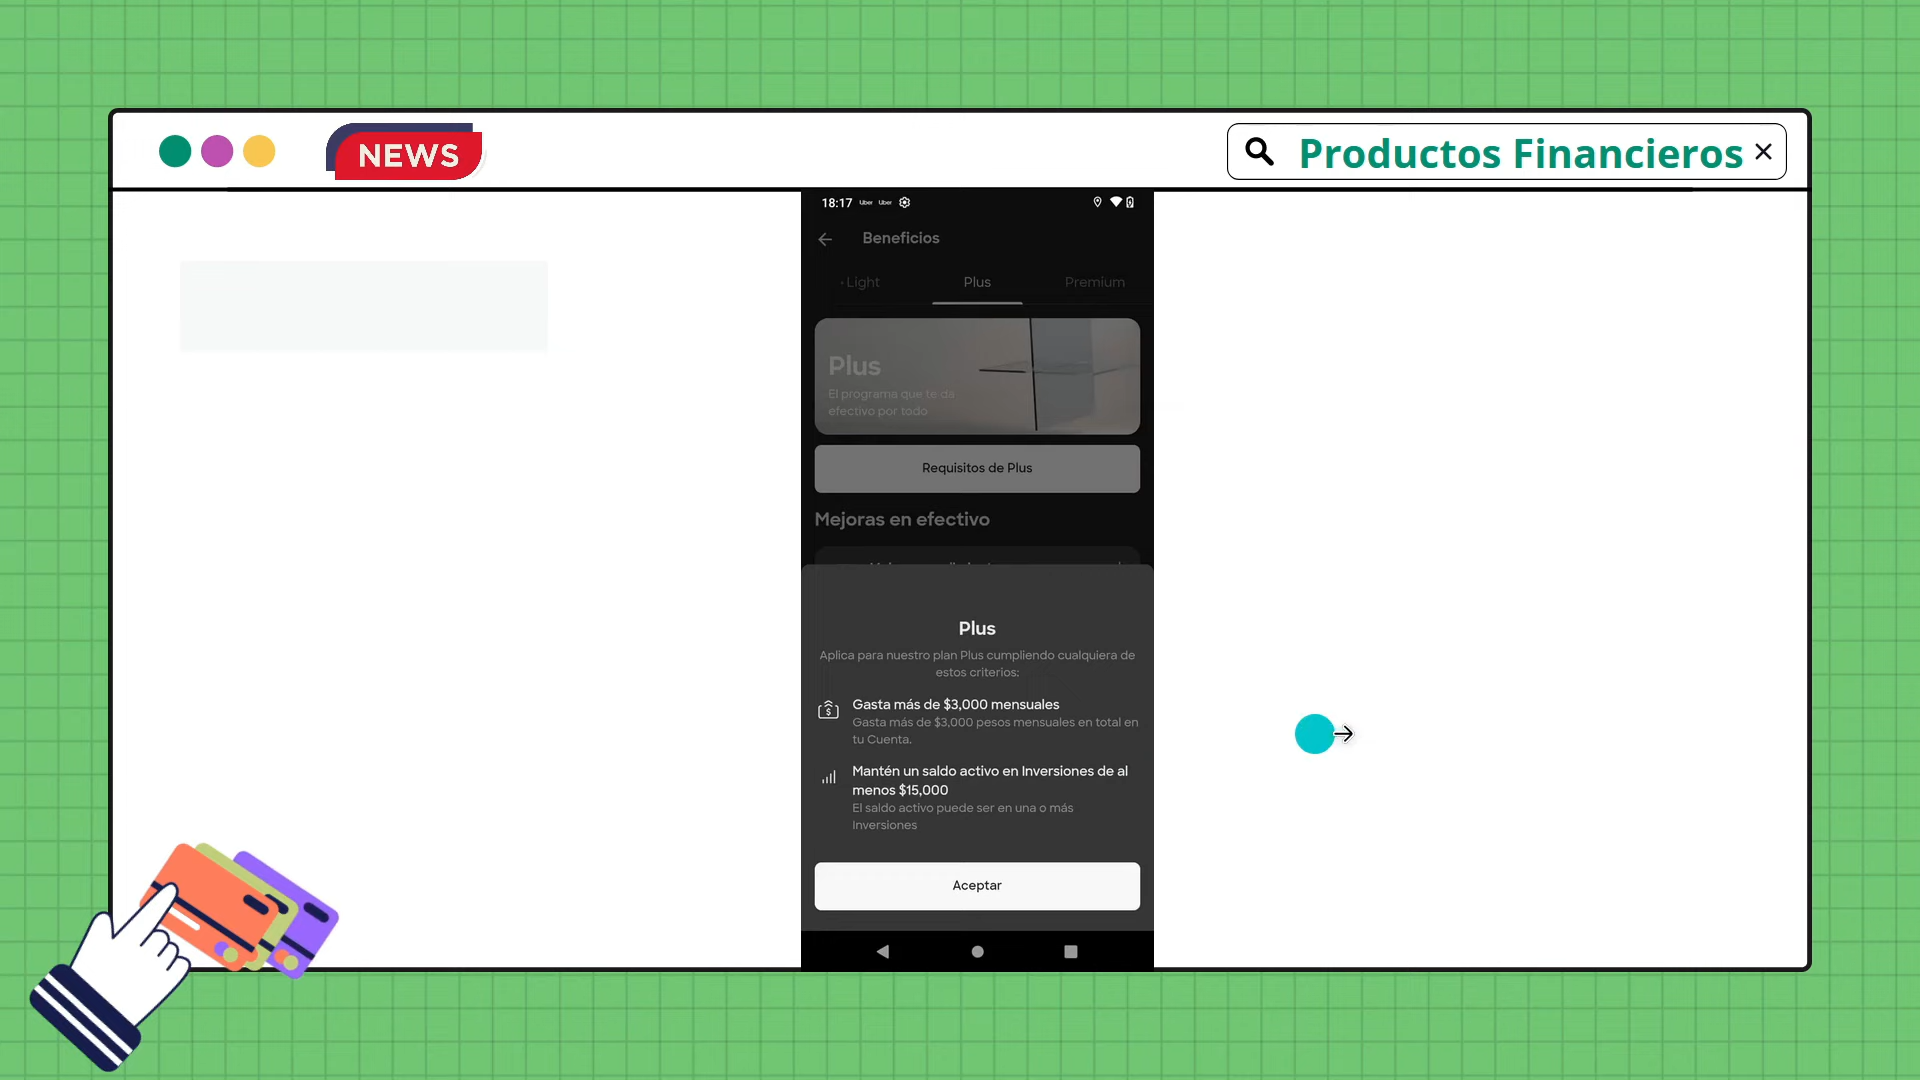 NEWS
Productos Financieros
18:17 Uber Uber
Beneficios
Light Plus Premium
Plus
El programa que te da
efectivo por todo
Requisitos de Plus
Mejoras en efectivo
Plus
Aplica para nuestro plan Plus cumpliendo cualquiera de
estos criterios:
Gasta más de $3,000 mensuales
Gasta más de $3,000 pesos mensuales en total en
tu Cuenta.
Mantén un saldo activo en Inversiones de al
menos $15,000
El saldo activo puede ser en una o más
Inversiones
Aceptar